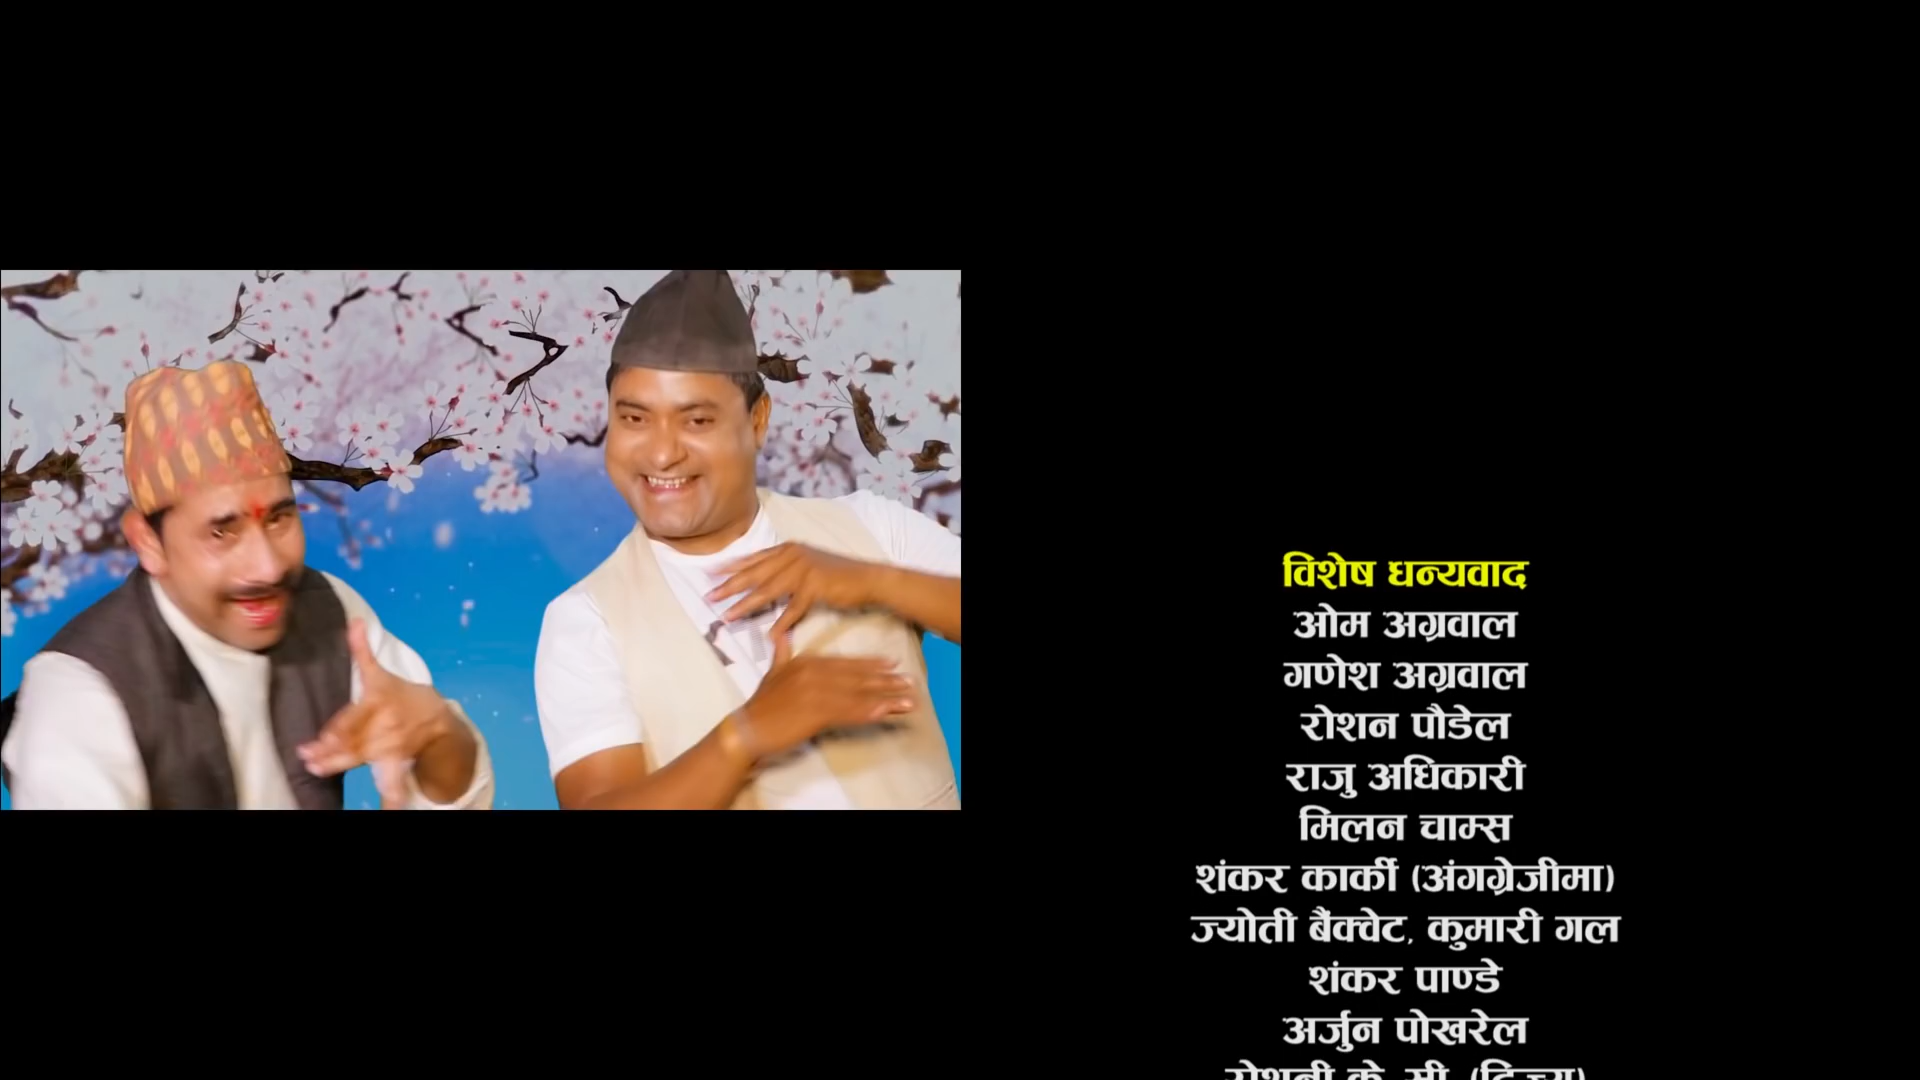 विशेष धन्यवाद
ओम अग्रवाल
गणेश अग्रवाल
रोशन पौडेल
राजु अधिकारी
मिलन चाम्स
शंकर कार्की (अंगग्रेजीमा)
ज्योती बैंक्वेट, कुमारी गल
शंकर पाण्डे
अर्जुन पोखरेल